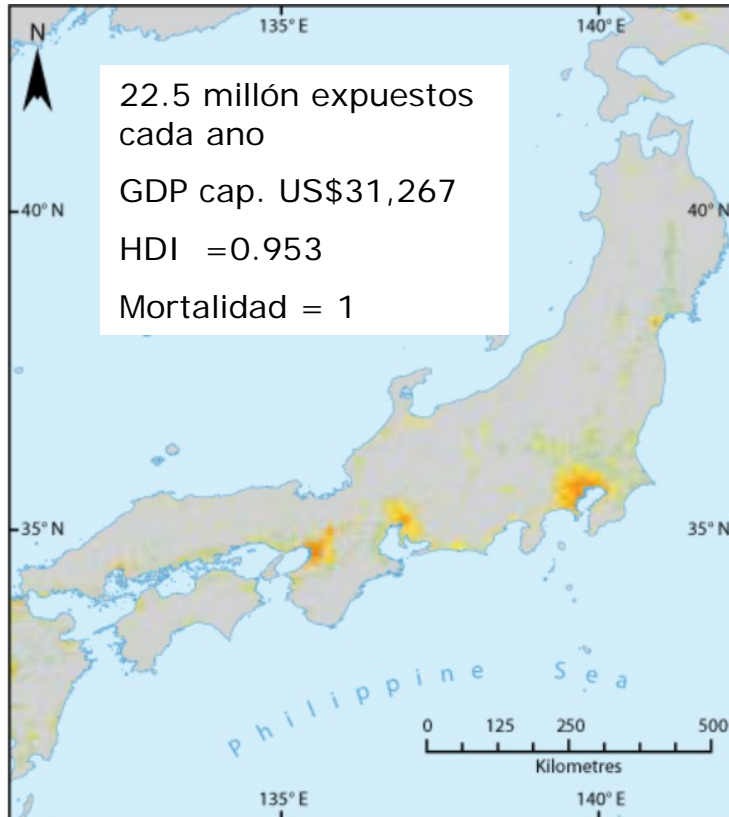 135° E
140° E
N
22.5 millón expuestos
cada ano
GDP cap. US$31,267
HDI =0.953
Mortalidad = 1
40° N
40° N
35° N
35° N
Philippine Sea
0 125 250 500
Kilometres
135° E
140° E